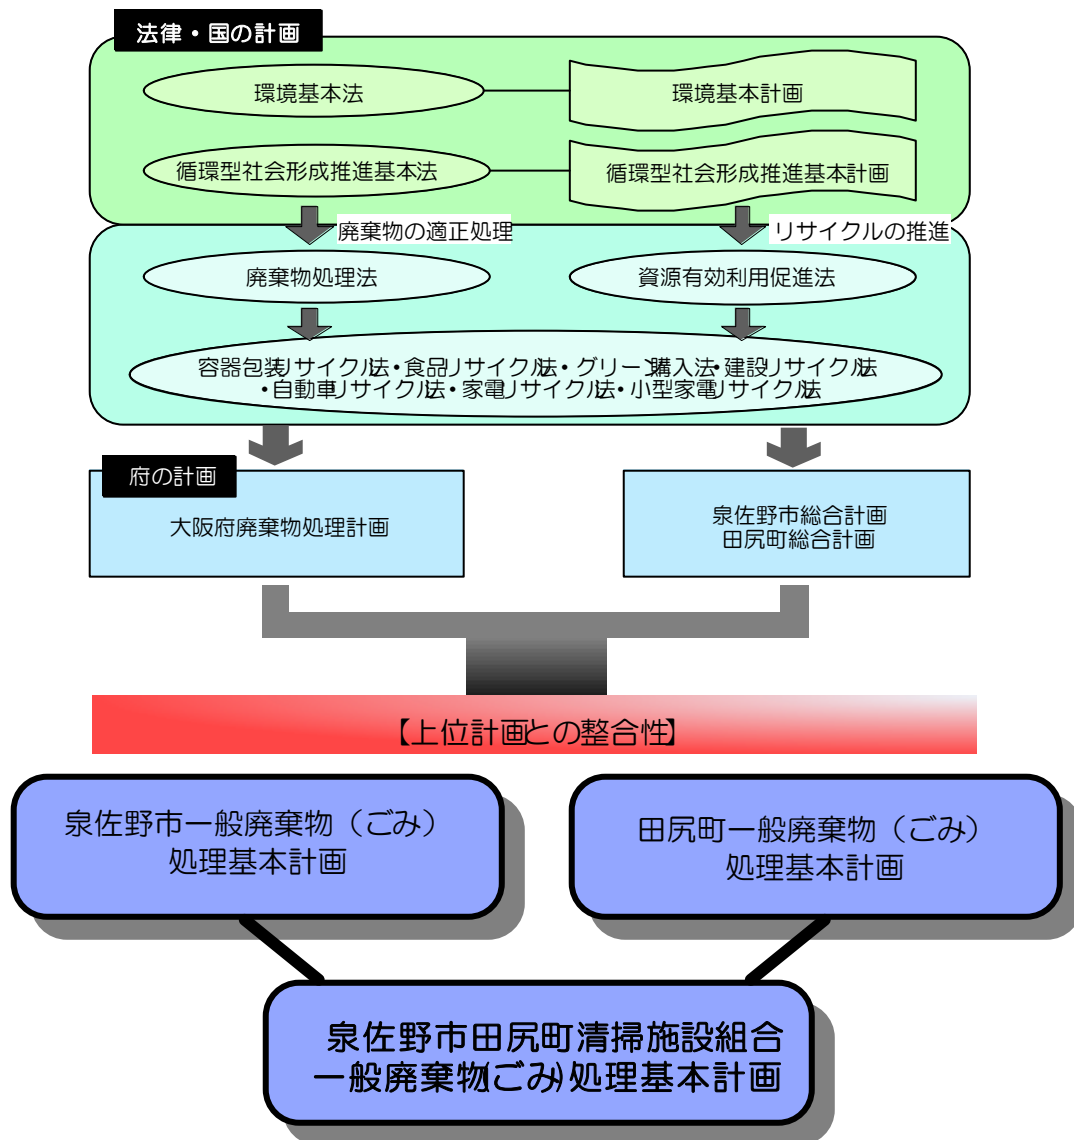 法律・国の計画
環境基本法
環境基本計画
循環型社会形成推進基本法
循環型社会形成推進基本計画
廃棄物の適正処理
リサイクルの推進
廃棄物処理法
資源有効利用促進法
容器包装リサイクル法・食品リサイクル法・グリーン購入法・建設リサイクル法
・自動車リサイクル法・家電リサイクル法・小型家電リサイクル法
府の計画
大阪府廃棄物処理計画
泉佐野市総合計画
田尻町総合計画
【上位計画との整合性】
泉佐野市一般廃棄物（ごみ）
処理基本計画
田尻町一般廃棄物（ごみ）
処理基本計画
泉佐野市田尻町清掃施設組合
一般廃棄物(ごみ)処理基本計画